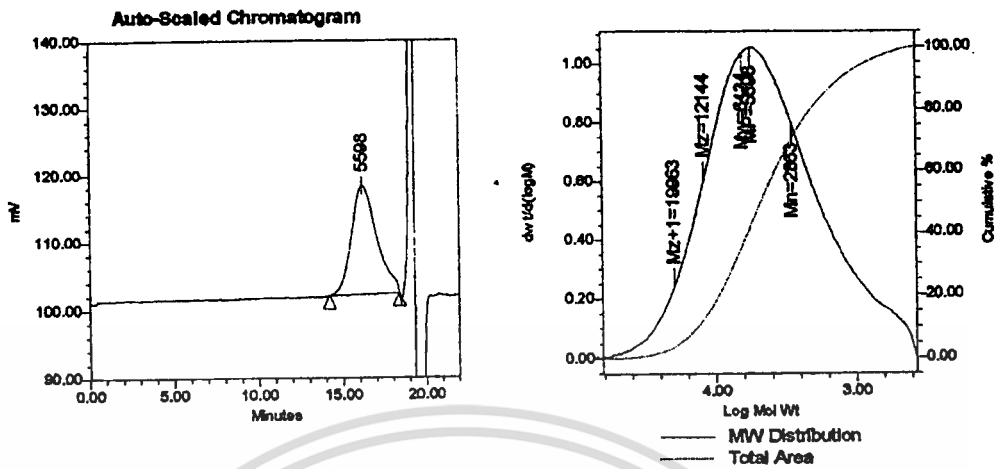 Auto-Scaled Chromatogram
140.00
130.00
120.00
110.00
100.00
90.00
mV
5598
0.00 5.00 10.00 15.00 20.00
Minutes
1.00
0.80
0.60
0.40
0.20
0.00
dwt/d(logM)
Mz+1=19963
Mz=12144
Mn=2863
100.00
80.00
60.00
40.00
20.00
0.00
Cumulative %
4.00 3.00
Log Mol Wt
MW Distribution
Total Area